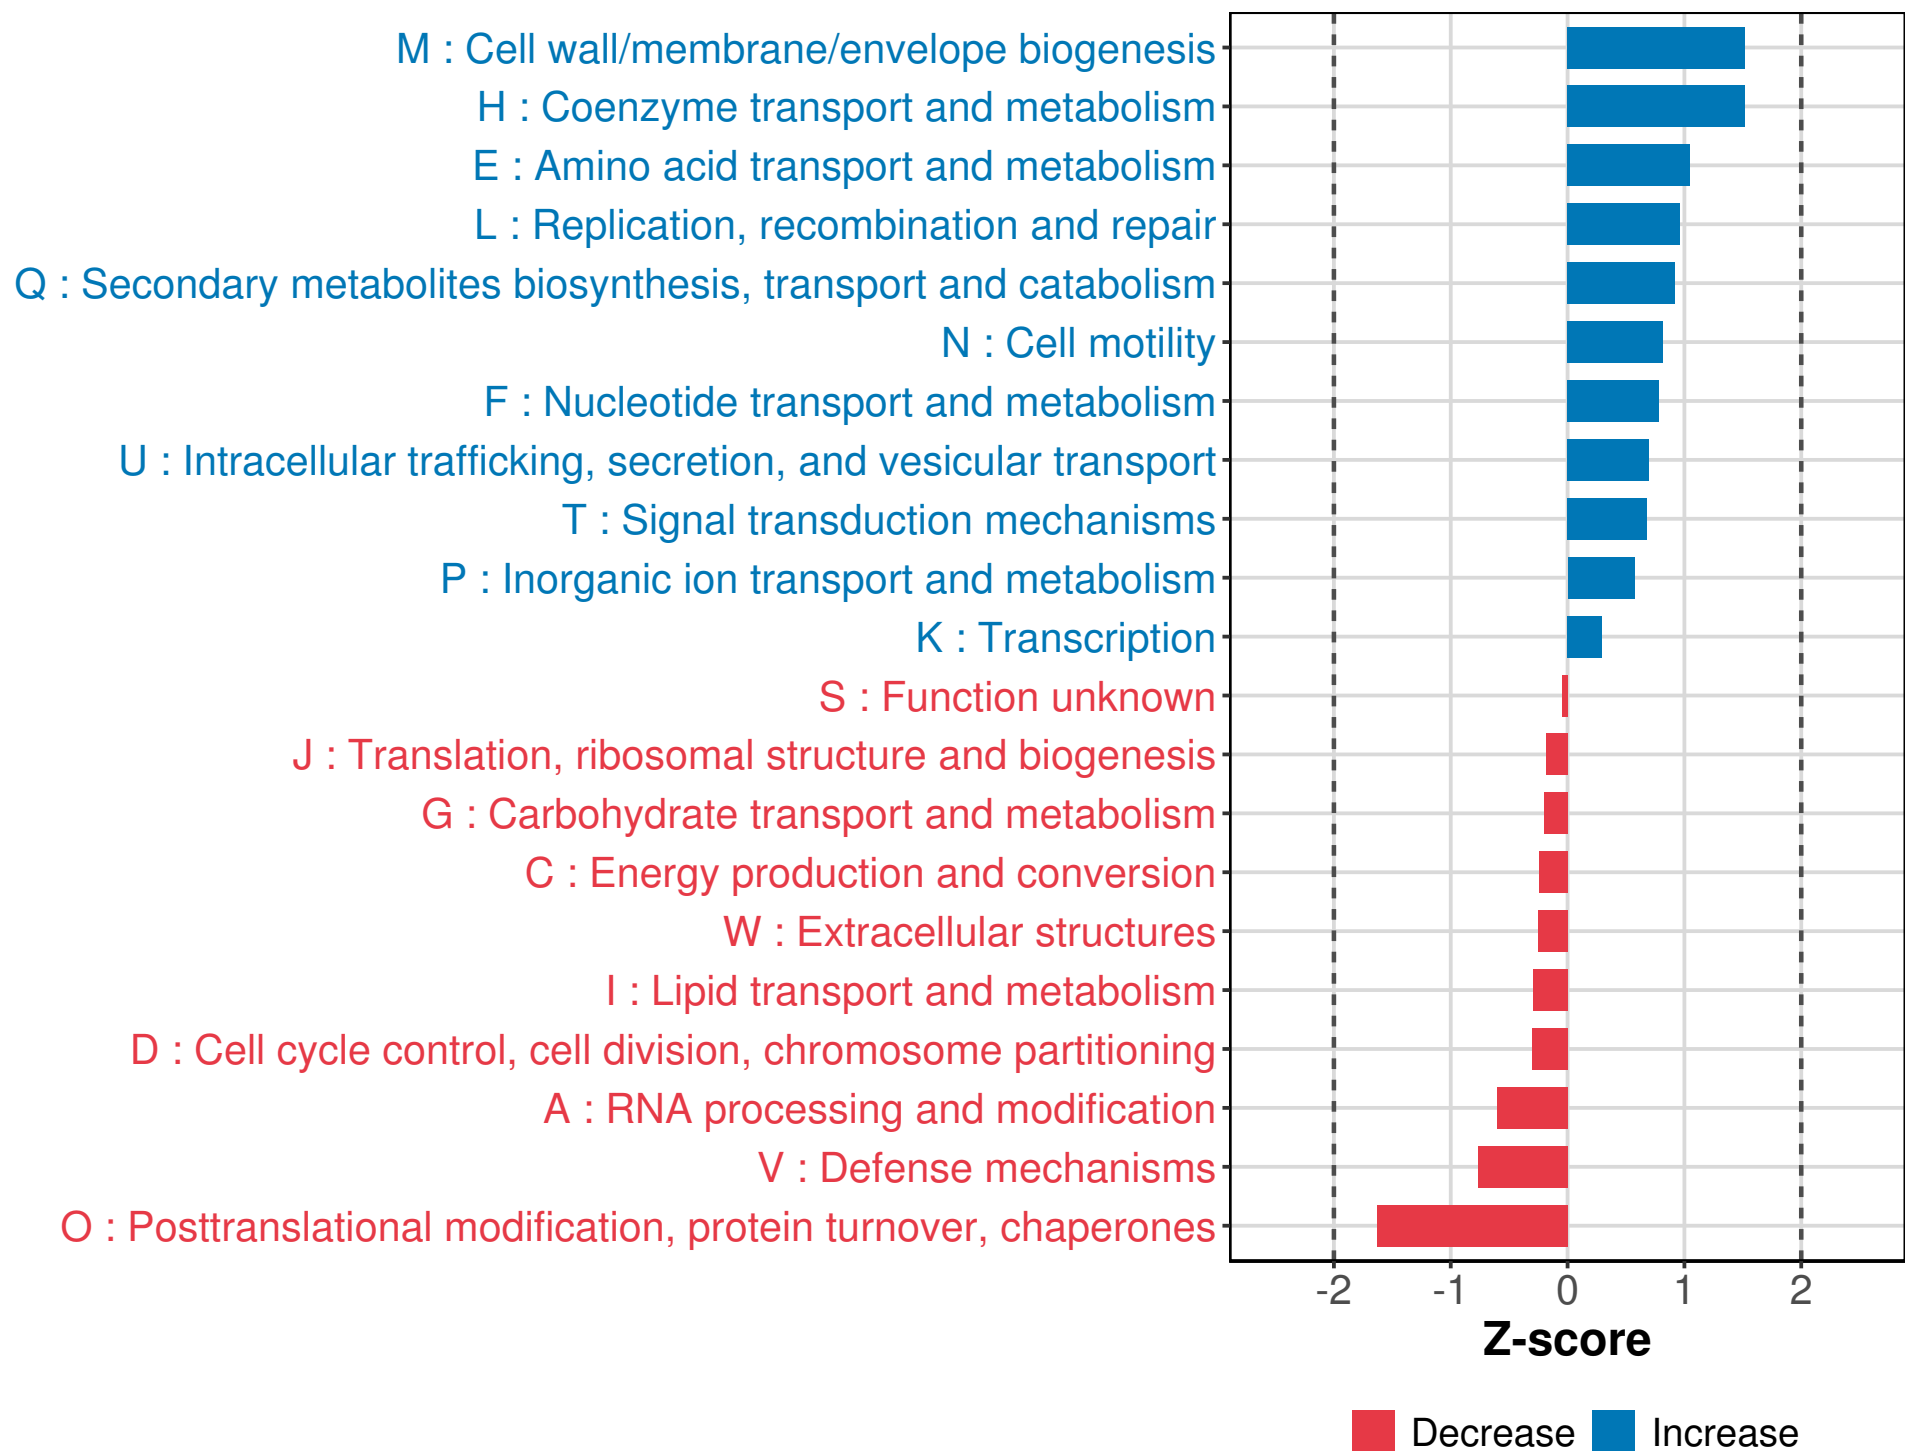 M : Cell wall/membrane/envelope biogenesis
H : Coenzyme transport and metabolism
E : Amino acid transport and metabolism
L : Replication, recombination and repair
Q : Secondary metabolites biosynthesis, transport and catabolism
N : Cell motility
F : Nucleotide transport and metabolism
U : Intracellular trafficking, secretion, and vesicular transport
T : Signal transduction mechanisms
P : Inorganic ion transport and metabolism
K : Transcription
S : Function unknown
J : Translation, ribosomal structure and biogenesis
G : Carbohydrate transport and metabolism
C : Energy production and conversion
W : Extracellular structures
I : Lipid transport and metabolism
D : Cell cycle control, cell division, chromosome partitioning
A : RNA processing and modification
V : Defense mechanisms
O : Posttranslational modification, protein turnover, chaperones
-2 -1 0 1 2
Z-score
Decrease Increase